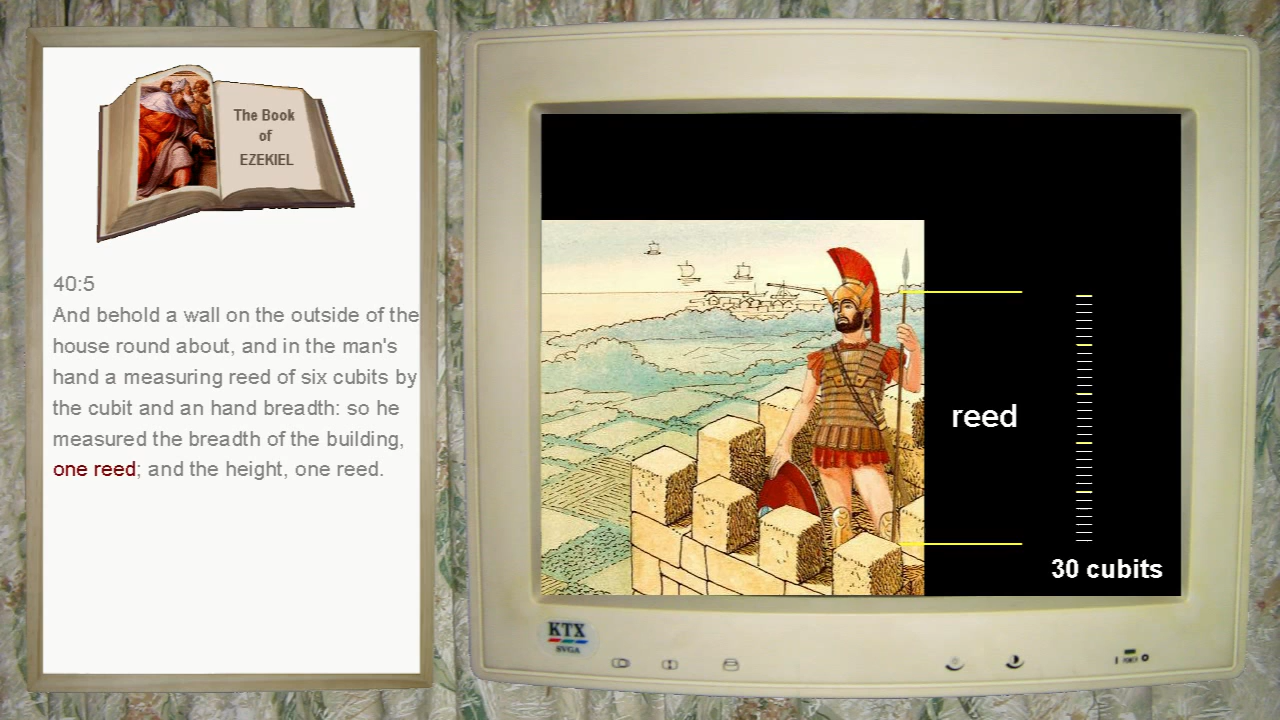 The Book
of
EZEKIEL
40:5
And behold a wall on the outside of the
house round about, and in the man's
hand a measuring reed of six cubits by
the cubit and an hand breadth: so he
measured the breadth of the building,
one reed; and the height, one reed.
reed
30 cubits
KTX
SVGA
POWER